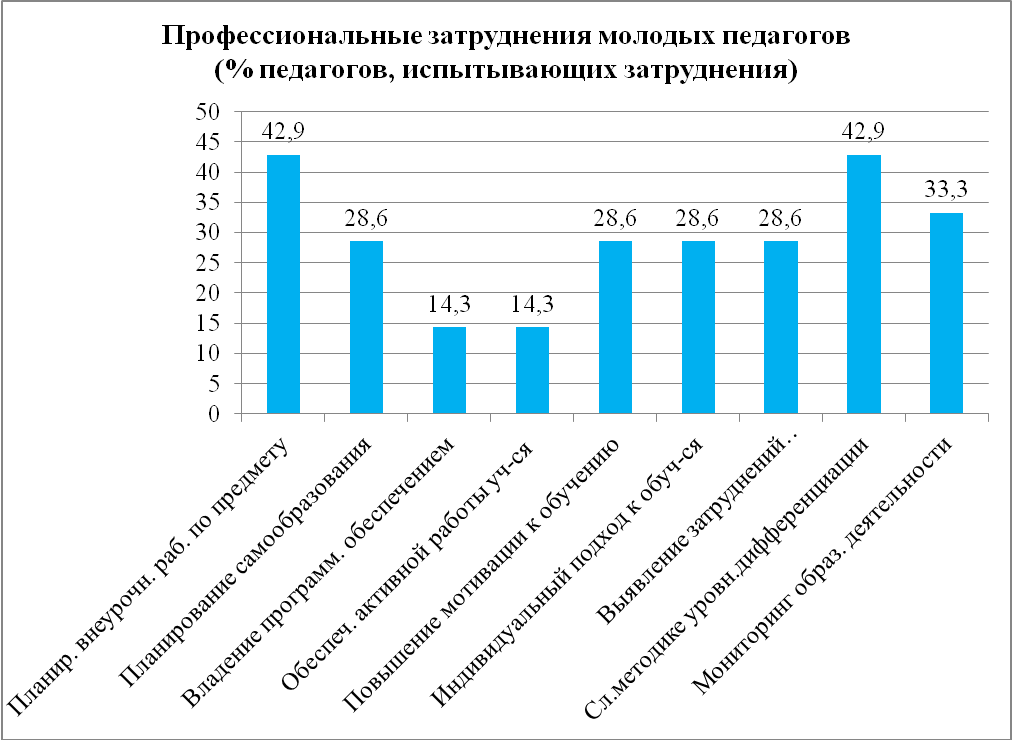 Профессиональные затруднения молодых педагогов
(% педагогов, испытывающих затруднения)
50
45
40
35
30
25
20
15
10
5
0
42,9
28,6
14,3
14,3
28,6
28,6
28,6
42,9
33,3
Планир. внеурочн. раб. по предмету
Планирование самообразования
Владение программ. обеспечением
Обеспеч. активной работы уч-ся
Повышение мотивации к обучению
Индивидуальный подход к обуч-ся
Выявление затруднений..
Сл.методике уровн.дифференциации
Мониторинг образ. деятельности